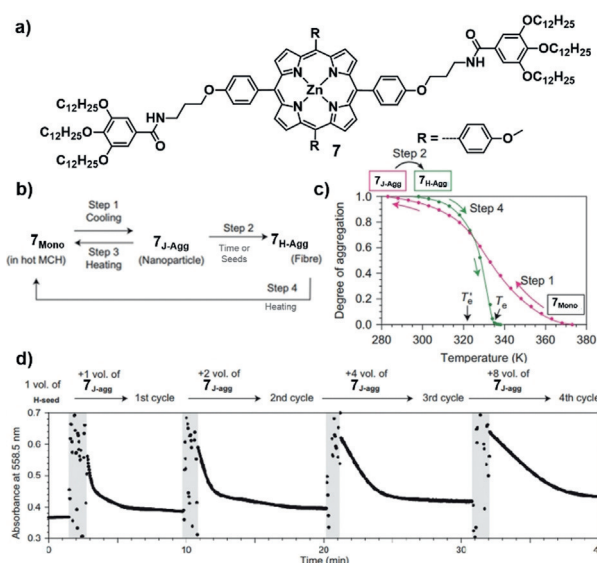 a)
R
OC12H25
OC12H25
OC12H25
C12H25O
C12H25O
C12H25O
O
HN
O
N
N
N
N
Zn
O
NH
O
R
7
R =
O
b)
7Mono
(in hot MCH)
Step 1
Cooling
Step 3
Heating
7J-Agg
(Nanoparticle)
Step 2
Time or
Seeds
7H-Agg
(Fibre)
Step 4
Heating
c)
Step 2
7J-Agg
7H-Agg
Step 4
Step 1
7Mono
T'e
Te
Degree of aggregation
1.0
0.8
0.6
0.4
0.2
0.0
280 300 320 340 360 380
Temperature (K)
d)
1 vol. of
H-seed
+1 vol. of
7J-agg
1st cycle
+2 vol. of
7J-agg
2nd cycle
+4 vol. of
7J-agg
3rd cycle
+8 vol. of
7J-agg
4th cycle
Absorbance at 558.5 nm
0.7
0.6
0.5
0.4
0.3
0 10 20 30 40
Time (min)